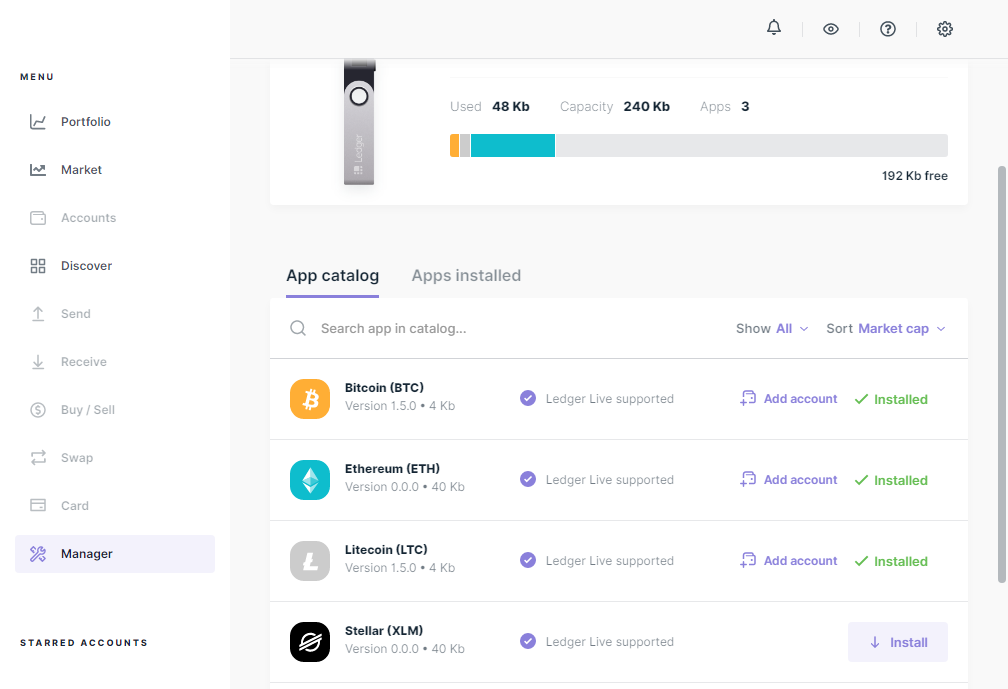 MENU
Portfolio
Market
Accounts
Discover
Send
Receive
Buy / Sell
Swap
Card
Manager
STARRED ACCOUNTS
Ledger
Used 48 Kb Capacity 240 Kb Apps 3
192 Kb free
App catalog Apps installed
Search app in catalog... Show All Sort Market cap
Bitcoin (BTC)
Version 1.5.0 • 4 Kb
Ledger Live supported Add account Installed
Ethereum (ETH)
Version 0.0.0 • 40 Kb
Ledger Live supported Add account Installed
Litecoin (LTC)
Version 1.5.0 • 4 Kb
Ledger Live supported Add account Installed
Stellar (XLM)
Version 0.0.0 • 40 Kb
Ledger Live supported Install